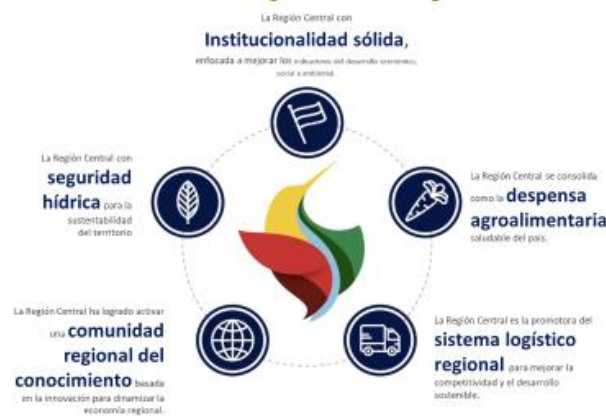 La Región Central con
Institucionalidad sólida,
enfocada a mejorar los indicadores del desarrollo económico,
social y ambiental.
La Región Central con
seguridad
hídrica para la
sustentabilidad
del territorio
La Región Central se consolida
como la despensa
agroalimentaria
saludable del país.
La Región Central ha logrado activar
una comunidad
regional del
conocimiento basada
en la innovación para dinamizar la
economía regional.
La Región Central es la promotora del
sistema logístico
regional para mejorar la
competitividad y el desarrollo
sostenible.